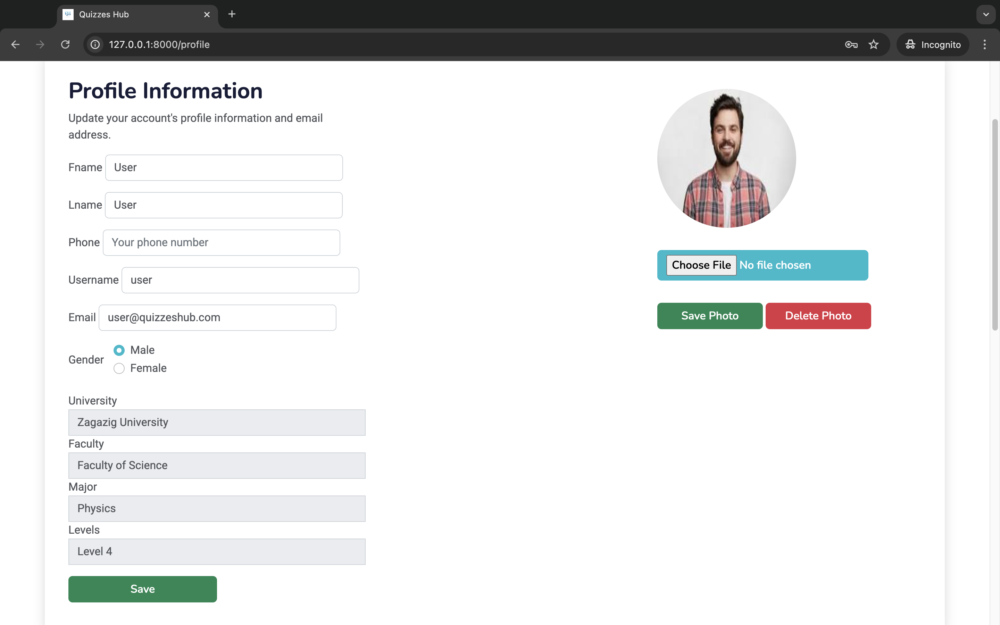 Quizzes Hub
127.0.0.1:8000/profile
Incognito
Profile Information
Update your account's profile information and email
address.
Fname User
Lname User
Phone Your phone number
Username user
Email user@quizzeshub.com
Gender
Male
Female
University
Zagazig University
Faculty
Faculty of Science
Major
Physics
Levels
Level 4
Save
Choose File No file chosen
Save Photo Delete Photo